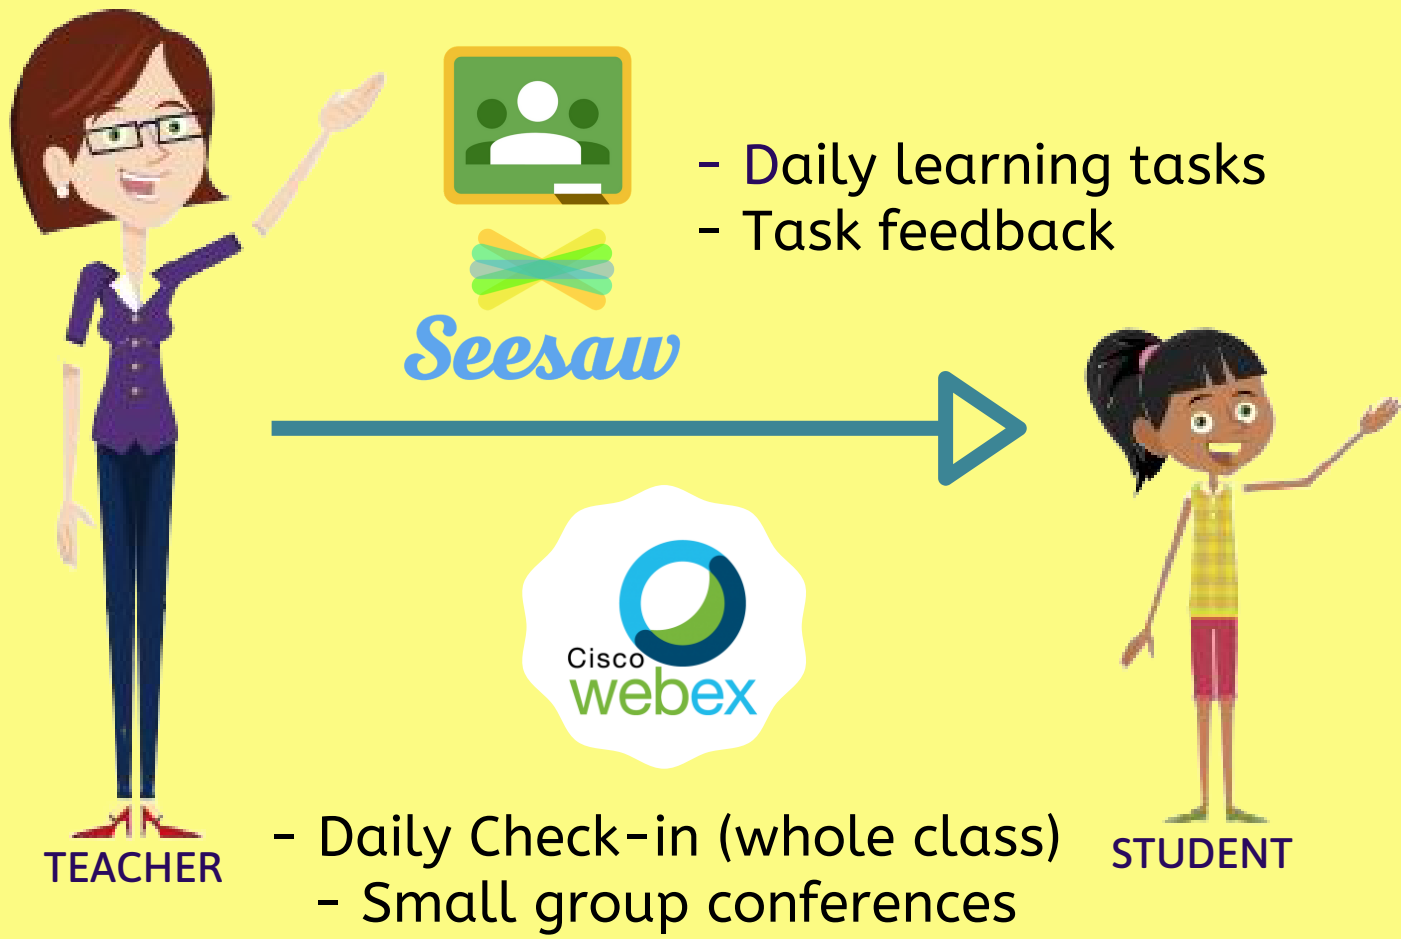 - Daily learning tasks
- Task feedback
Seesaw
Cisco
webex
TEACHER
- Daily Check-in (whole class)
- Small group conferences
STUDENT